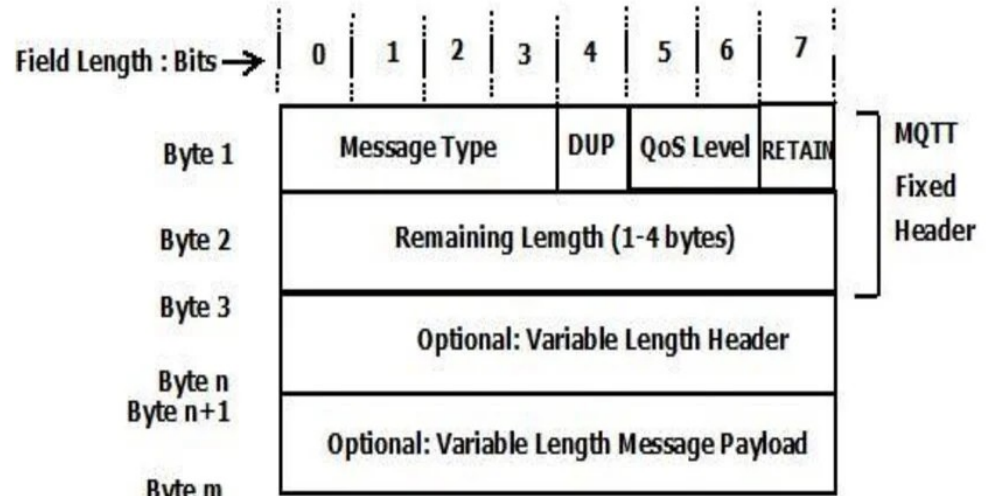 Field Length : Bits
0 1 2 3 4 5 6 7
Byte 1
Message Type
DUP
QoS Level
RETAIN
MQTT
Fixed
Header
Byte 2
Remaining Lemgth (1-4 bytes)
Byte 3
Optional: Variable Length Header
Byte n
Byte n+1
Optional: Variable Length Message Payload
Byte m